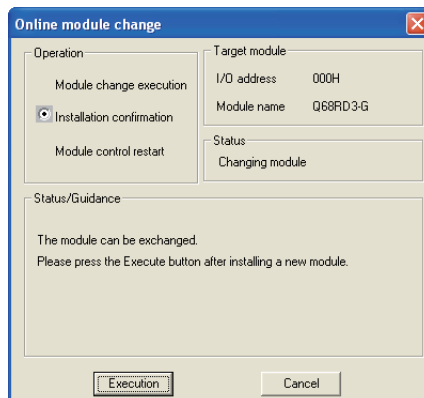 Online module change
Operation
Module change execution
Installation confirmation
Module control restart
Target module
I/O address 000H
Module name Q68RD3-G
Status
Changing module
Status/Guidance
The module can be exchanged.
Please press the Execute button after installing a new module.
Execution Cancel